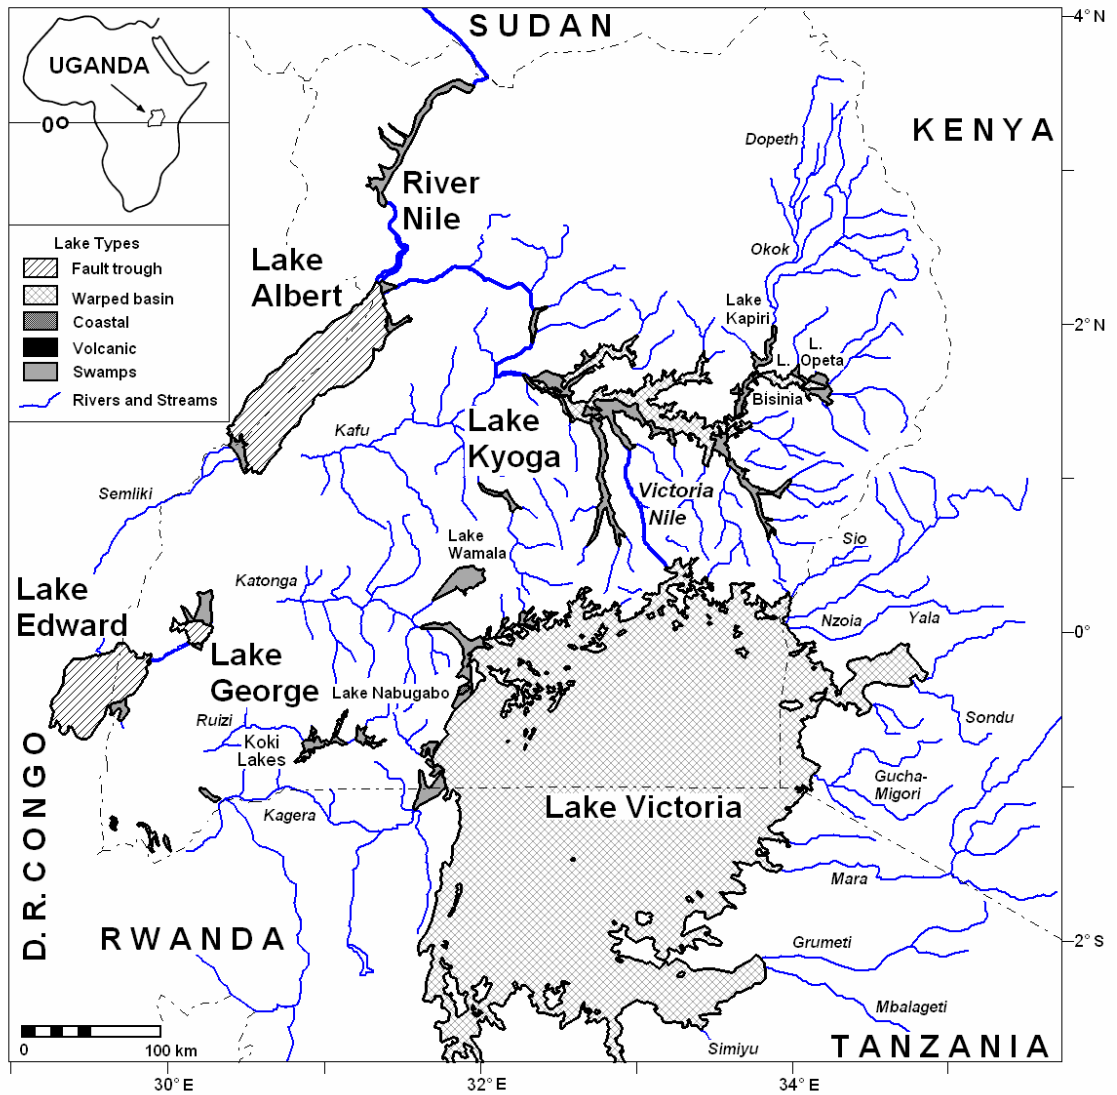 SUDAN
4° N
UGANDA
0°
KENYA
Dopeth
River
Nile
Lake Types
Fault trough
Warped basin
Coastal
Volcanic
Swamps
Rivers and Streams
Lake
Albert
Okok
Lake
Kapiri
2° N
L.
Opeta
L.
Bisinia
Lake
Kyoga
Kafu
Semliki
Victoria
Nile
Lake
Wamala
Sio
Katonga
Lake
Edward
Nzoia
Yala
0°
Lake
George
Lake Nabugabo
Ruizi
Koki
Lakes
Sondu
Gucha-
Migori
Lake Victoria
Kagera
D.R.CONGO
Mara
RWANDA
Grumeti
2° S
Mbalageti
Simiyu
TANZANIA
0
100 km
30° E
32° E
34° E